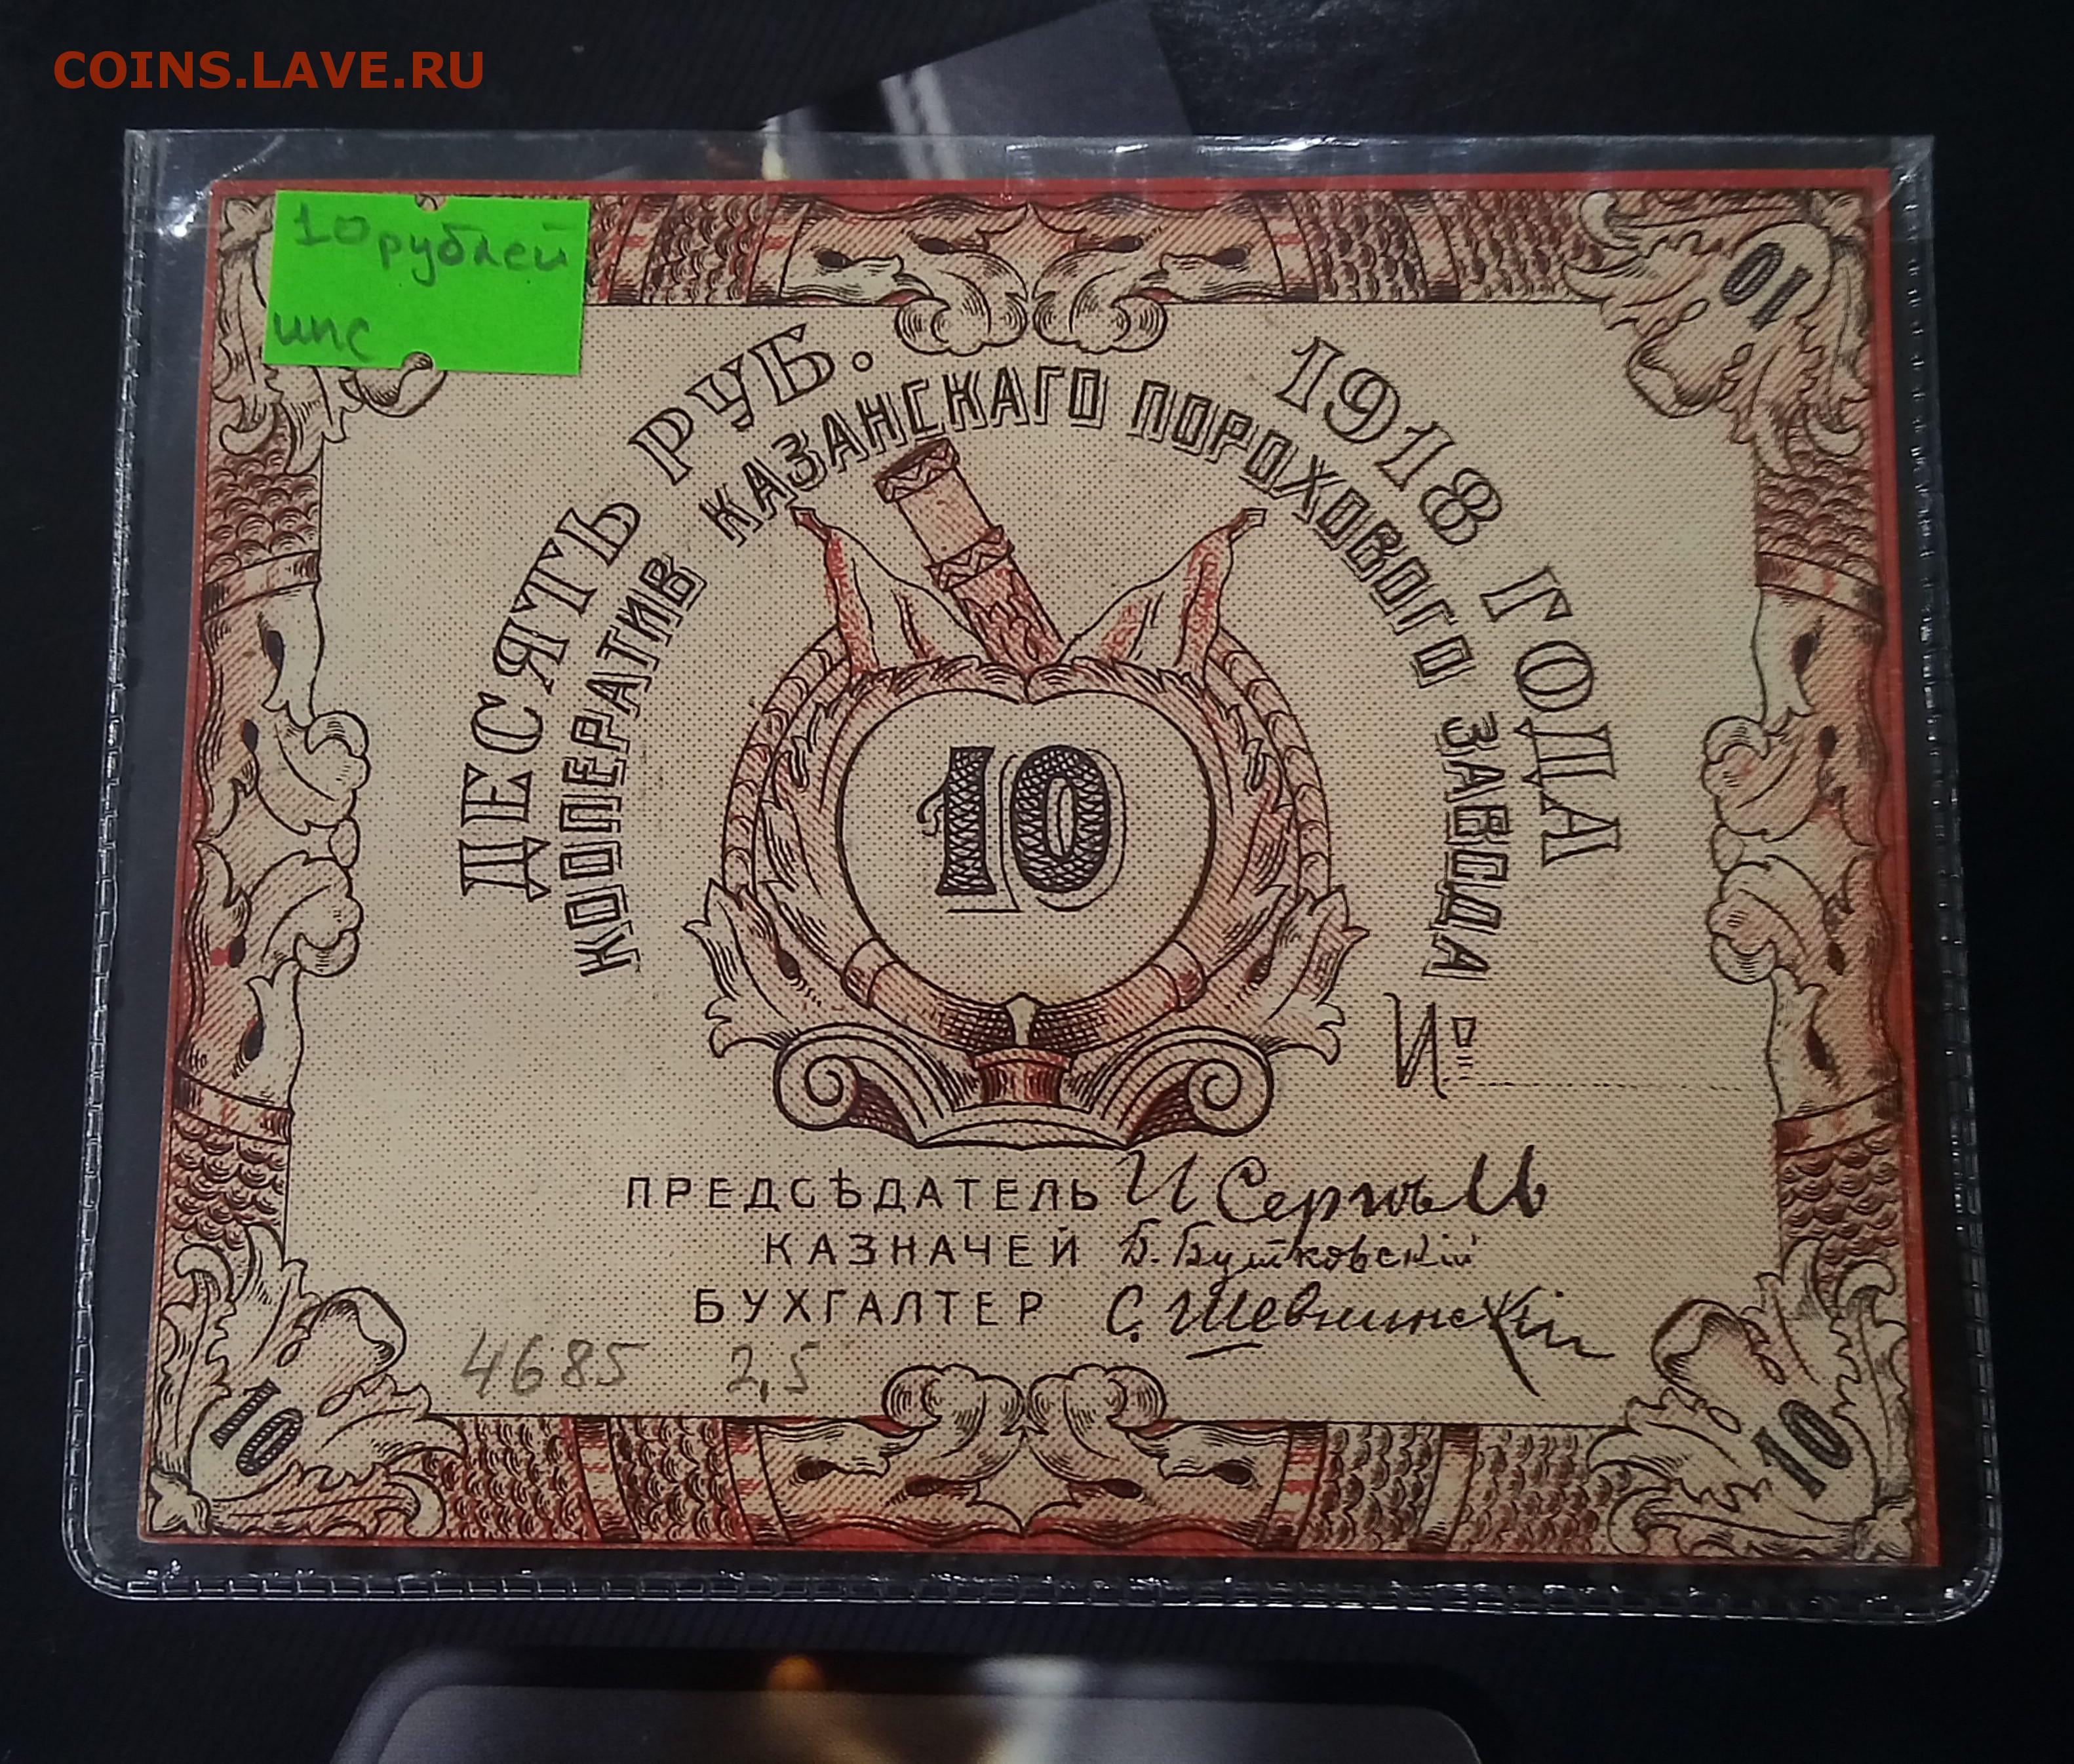 COINS.LAVE.RU
10 рублей
ипс
10
ДЕСЯТЬ РУБ. 1918 ГОДА
КООПЕРАТИВ КАЗАНСКАГО ПОРОХОВОГО ЗАВОДА
10
№
ПРЕДСѢДАТЕЛЬ И
КАЗНАЧЕЙ Б. Бутковскій
БУХГАЛТЕР С.
4685 2,5
10
10